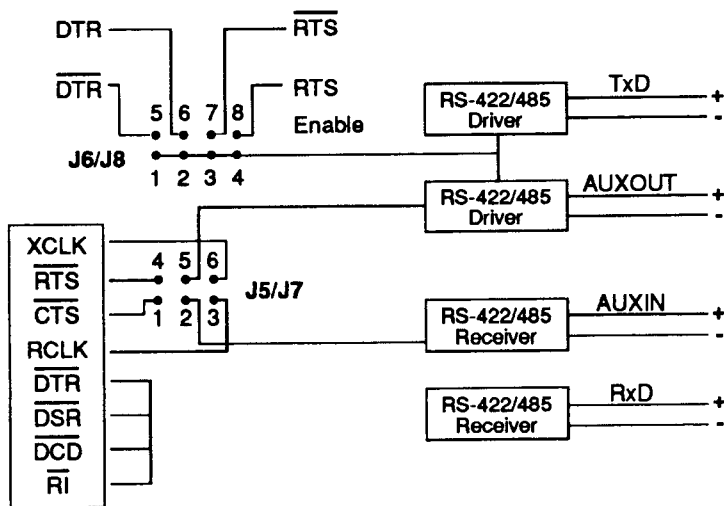 DTR
RTS
DTR
RTS
5 6 7 8
Enable
J6/J8
1 2 3 4
RS-422/485
Driver
TxD
+
-
RS-422/485
Driver
AUXOUT
+
-
XCLK
RTS
CTS
RCLK
DTR
DSR
DCD
RI
4 5 6
J5/J7
1 2 3
RS-422/485
Receiver
AUXIN
+
-
RS-422/485
Receiver
RxD
+
-